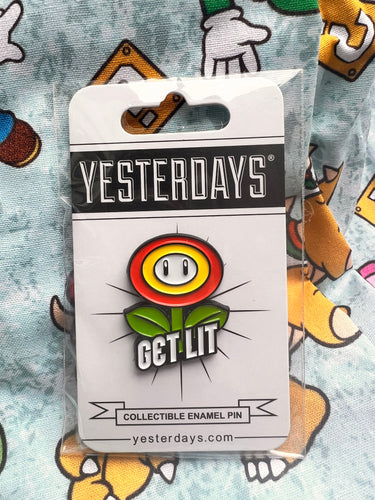 YESTERDAYS®
GET LIT
COLLECTIBLE ENAMEL PIN
yesterdays.com